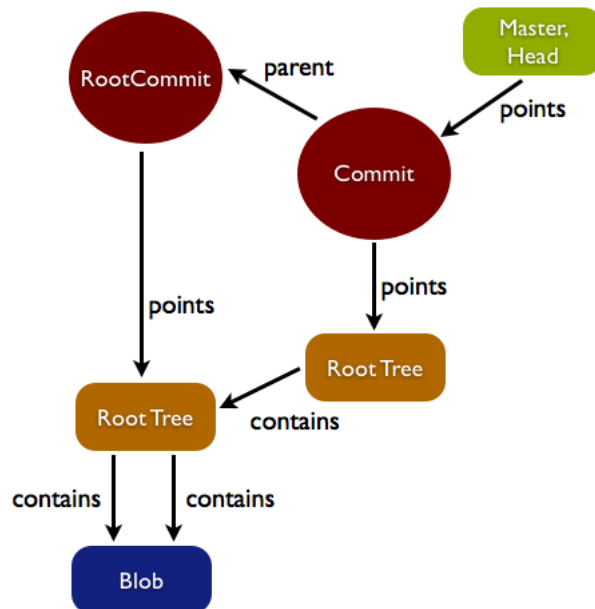 Master,
Head
RootCommit
parent
points
Commit
points
points
Root Tree
Root Tree
contains
contains
contains
Blob